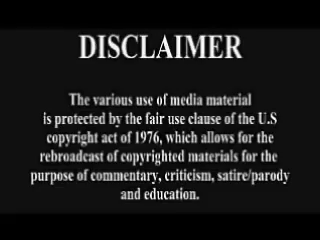 DISCLAIMER
The various use of media material
is protected by the fair use clause of the U.S
copyright act of 1976, which allows for the
rebroadcast of copyrighted materials for the
purpose of commentary, criticism, satire/parody
and education.